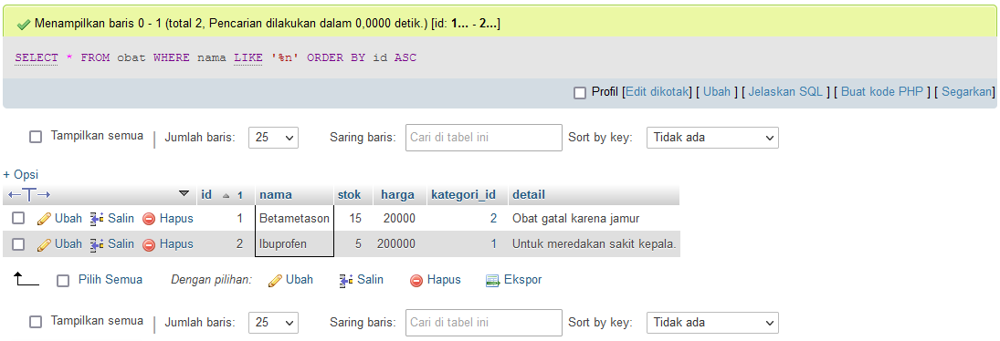 Menampilkan baris 0 - 1 (total 2, Pencarian dilakukan dalam 0,0000 detik.) [id: 1... - 2...]
SELECT * FROM obat WHERE nama LIKE '%n' ORDER BY id ASC
Profil [Edit dikotak] [ Ubah ] [ Jelaskan SQL ] [ Buat kode PHP ] [ Segarkan]
Tampilkan semua | Jumlah baris: 25 Saring baris: Cari di tabel ini Sort by key: Tidak ada
+ Opsi
←T→ id 1 nama stok harga kategori_id detail
Ubah Salin Hapus 1 Betametason 15 20000 2 Obat gatal karena jamur
Ubah Salin Hapus 2 Ibuprofen 5 200000 1 Untuk meredakan sakit kepala.
Pilih Semua Dengan pilihan: Ubah Salin Hapus Ekspor
Tampilkan semua | Jumlah baris: 25 Saring baris: Cari di tabel ini Sort by key: Tidak ada